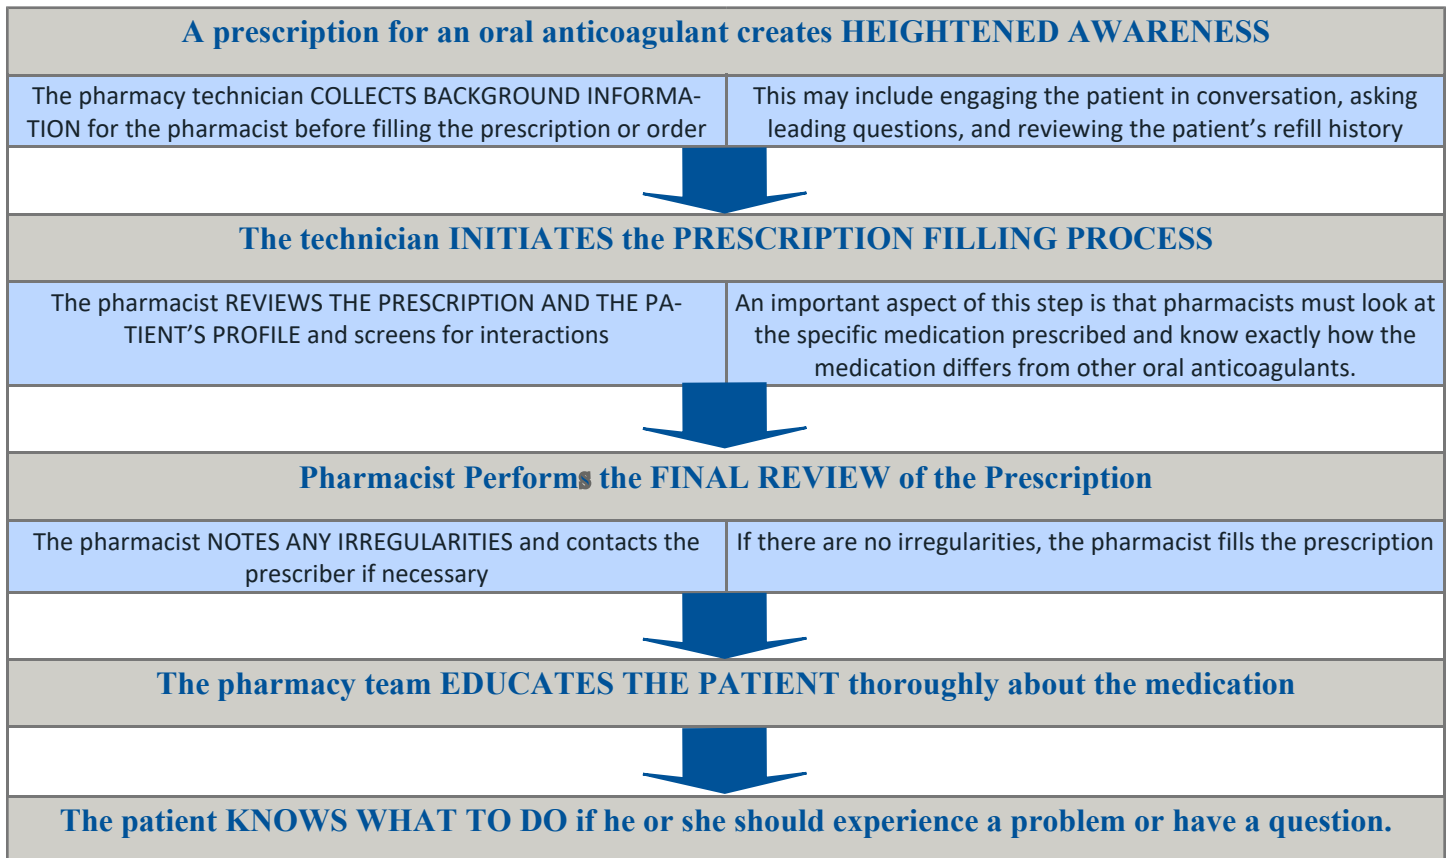 A prescription for an oral anticoagulant creates HEIGHTENED AWARENESS
The pharmacy technician COLLECTS BACKGROUND INFORMA-
TION for the pharmacist before filling the prescription or order
This may include engaging the patient in conversation, asking
leading questions, and reviewing the patient’s refill history
The technician INITIATES the PRESCRIPTION FILLING PROCESS
The pharmacist REVIEWS THE PRESCRIPTION AND THE PA-
TIENT’S PROFILE and screens for interactions
An important aspect of this step is that pharmacists must look at
the specific medication prescribed and know exactly how the
medication differs from other oral anticoagulants.
Pharmacist Performs the FINAL REVIEW of the Prescription
The pharmacist NOTES ANY IRREGULARITIES and contacts the
prescriber if necessary
If there are no irregularities, the pharmacist fills the prescription
The pharmacy team EDUCATES THE PATIENT thoroughly about the medication
The patient KNOWS WHAT TO DO if he or she should experience a problem or have a question.